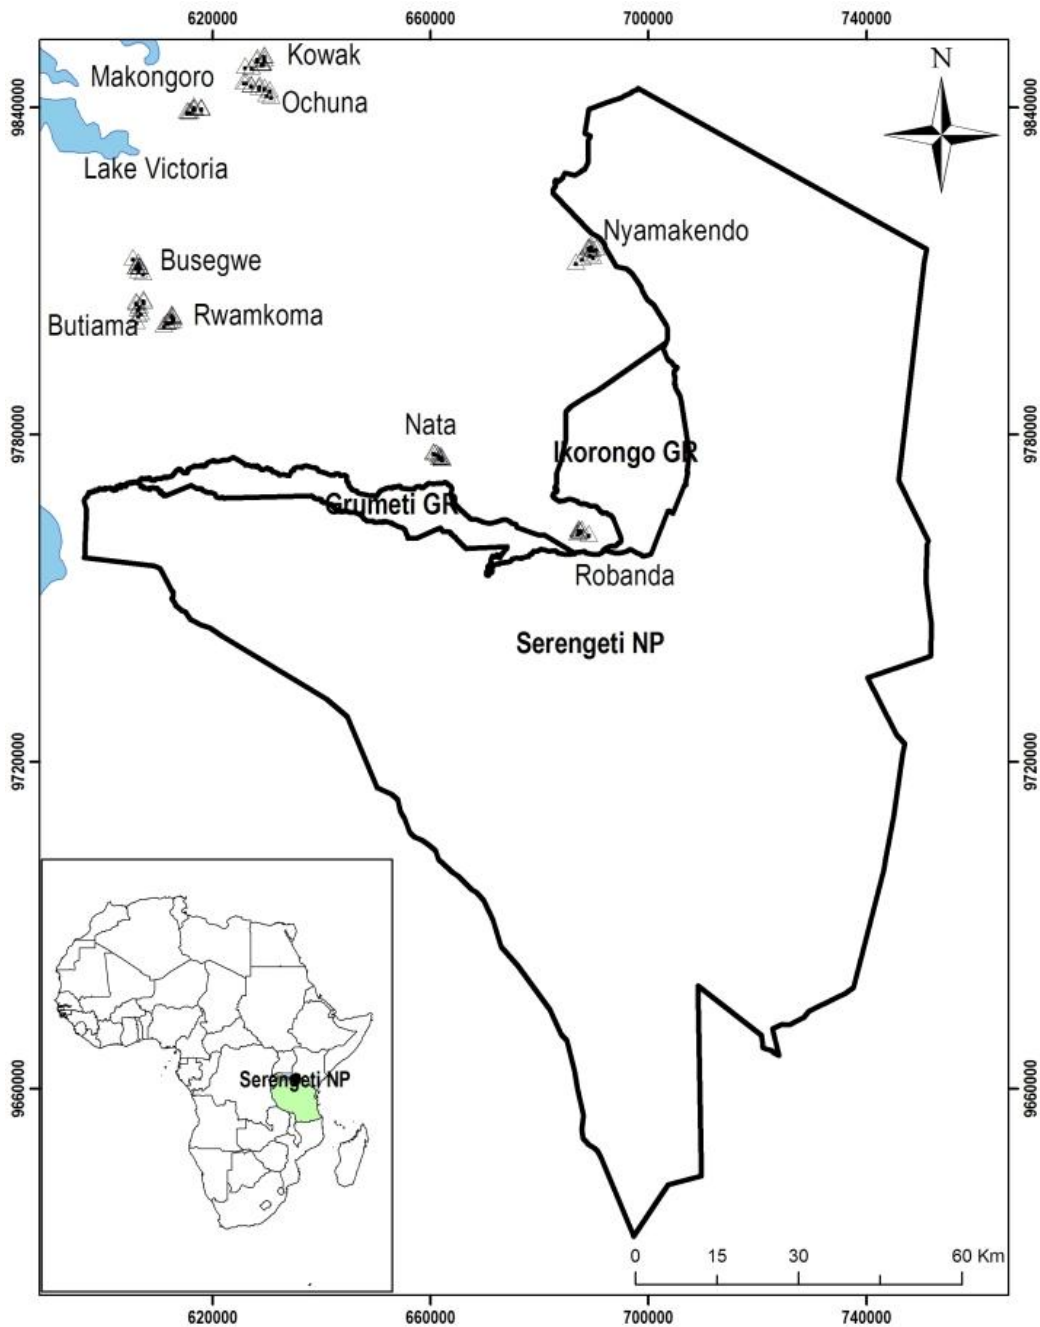 620000
660000
700000
740000
Kowak
Makongoro
N
Ochuna
9840000
9840000
Lake Victoria
Nyamakendo
Busegwe
Rwamkoma
Butiama
Nata
9780000
9780000
Ikorongo GR
Grumeti GR
Robanda
Serengeti NP
9720000
9720000
Serengeti NP
9660000
9660000
0 15 30 60 Km
620000
660000
700000
740000